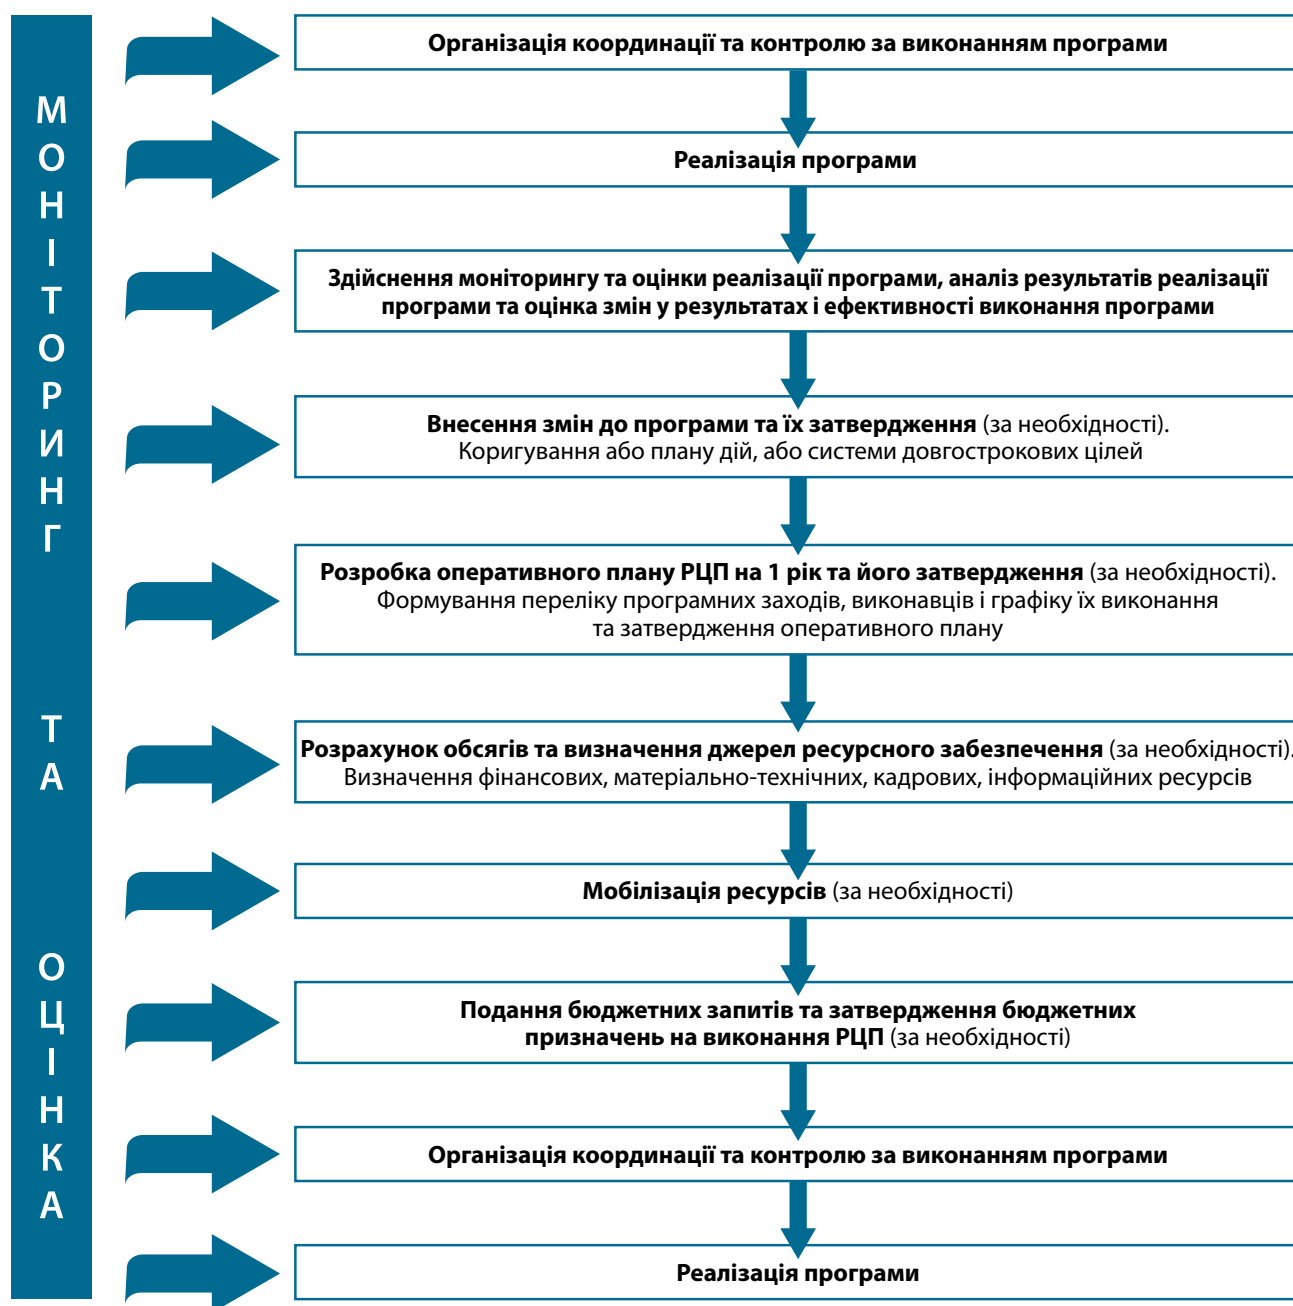 МОНІТОРИНГ ТА ОЦІНКА
Організація координації та контролю за виконанням програми
Реалізація програми
Здійснення моніторингу та оцінки реалізації програми, аналіз результатів реалізації
програми та оцінка змін у результатах і ефективності виконання програми
Внесення змін до програми та їх затвердження (за необхідності).
Коригування або плану дій, або системи довгострокових цілей
Розробка оперативного плану РЦП на 1 рік та його затвердження (за необхідності).
Формування переліку програмних заходів, виконавців і графіку їх виконання
та затвердження оперативного плану
Розрахунок обсягів та визначення джерел ресурсного забезпечення (за необхідності).
Визначення фінансових, матеріально-технічних, кадрових, інформаційних ресурсів
Мобілізація ресурсів (за необхідності)
Подання бюджетних запитів та затвердження бюджетних
призначень на виконання РЦП (за необхідності)
Організація координації та контролю за виконанням програми
Реалізація програми